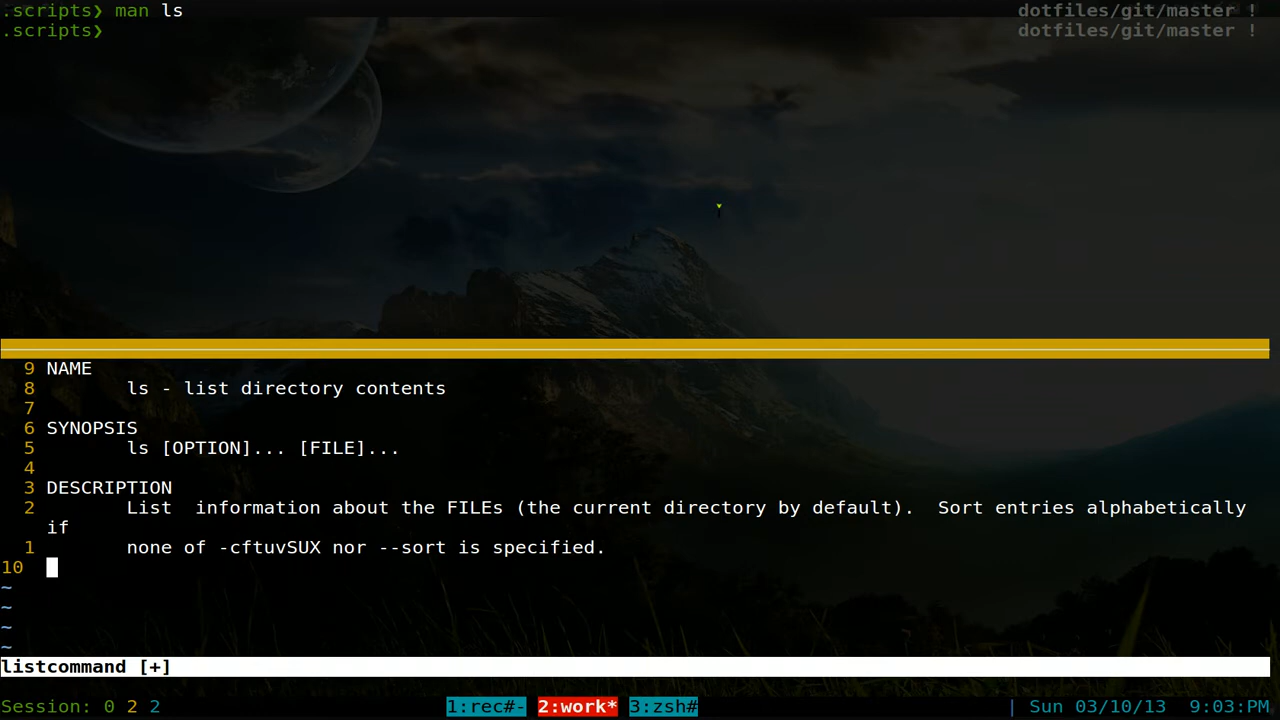 .scripts❯ man ls dotfiles/git/master !
.scripts❯ dotfiles/git/master !
9 NAME
8 ls - list directory contents
7
6 SYNOPSIS
5 ls [OPTION]... [FILE]...
4
3 DESCRIPTION
2 List  information about the FILEs (the current directory by default).  Sort entries alphabetically
if
1 none of -cftuvSUX nor --sort is specified.
10
~
~
~
~
listcommand [+]
Session: 0 2 2 1:rec#- 2:work* 3:zsh# | Sun 03/10/13  9:03:PM